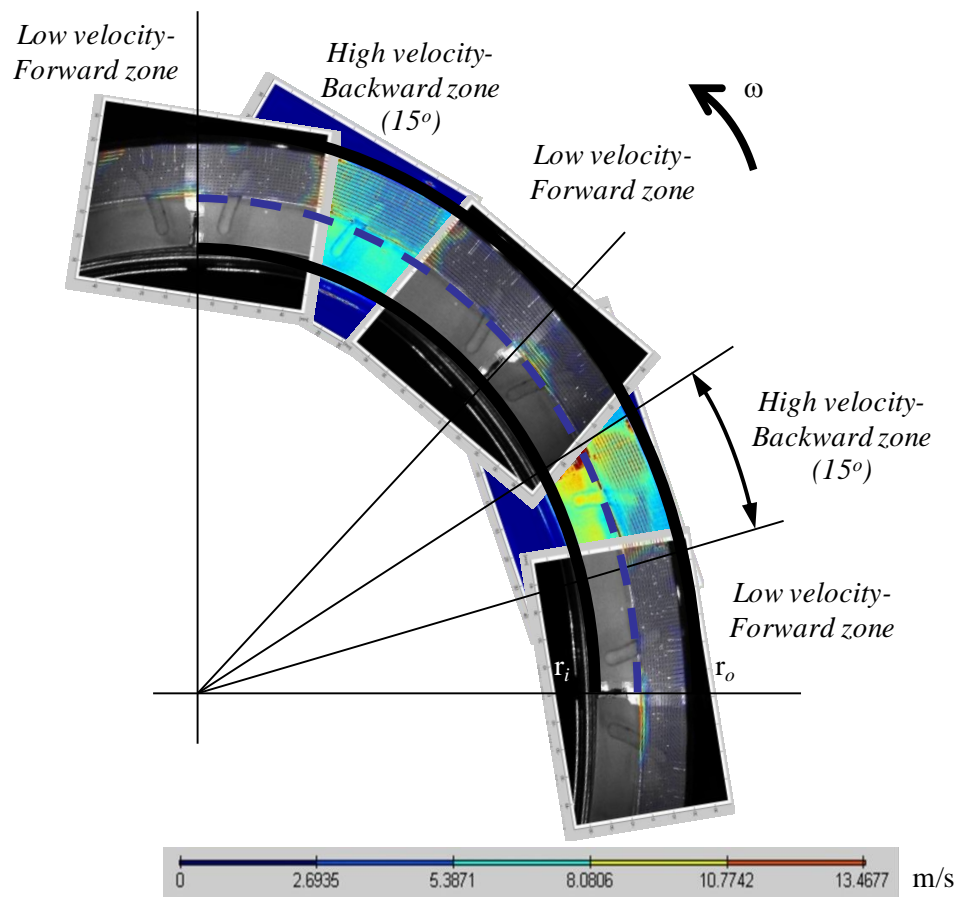 Low velocity-
Forward zone
High velocity-
Backward zone
(15º)
ω
Low velocity-
Forward zone
High velocity-
Backward zone
(15º)
Low velocity-
Forward zone
rᵢ
rₒ
0
2.6935
5.3871
8.0806
10.7742
13.4677
m/s